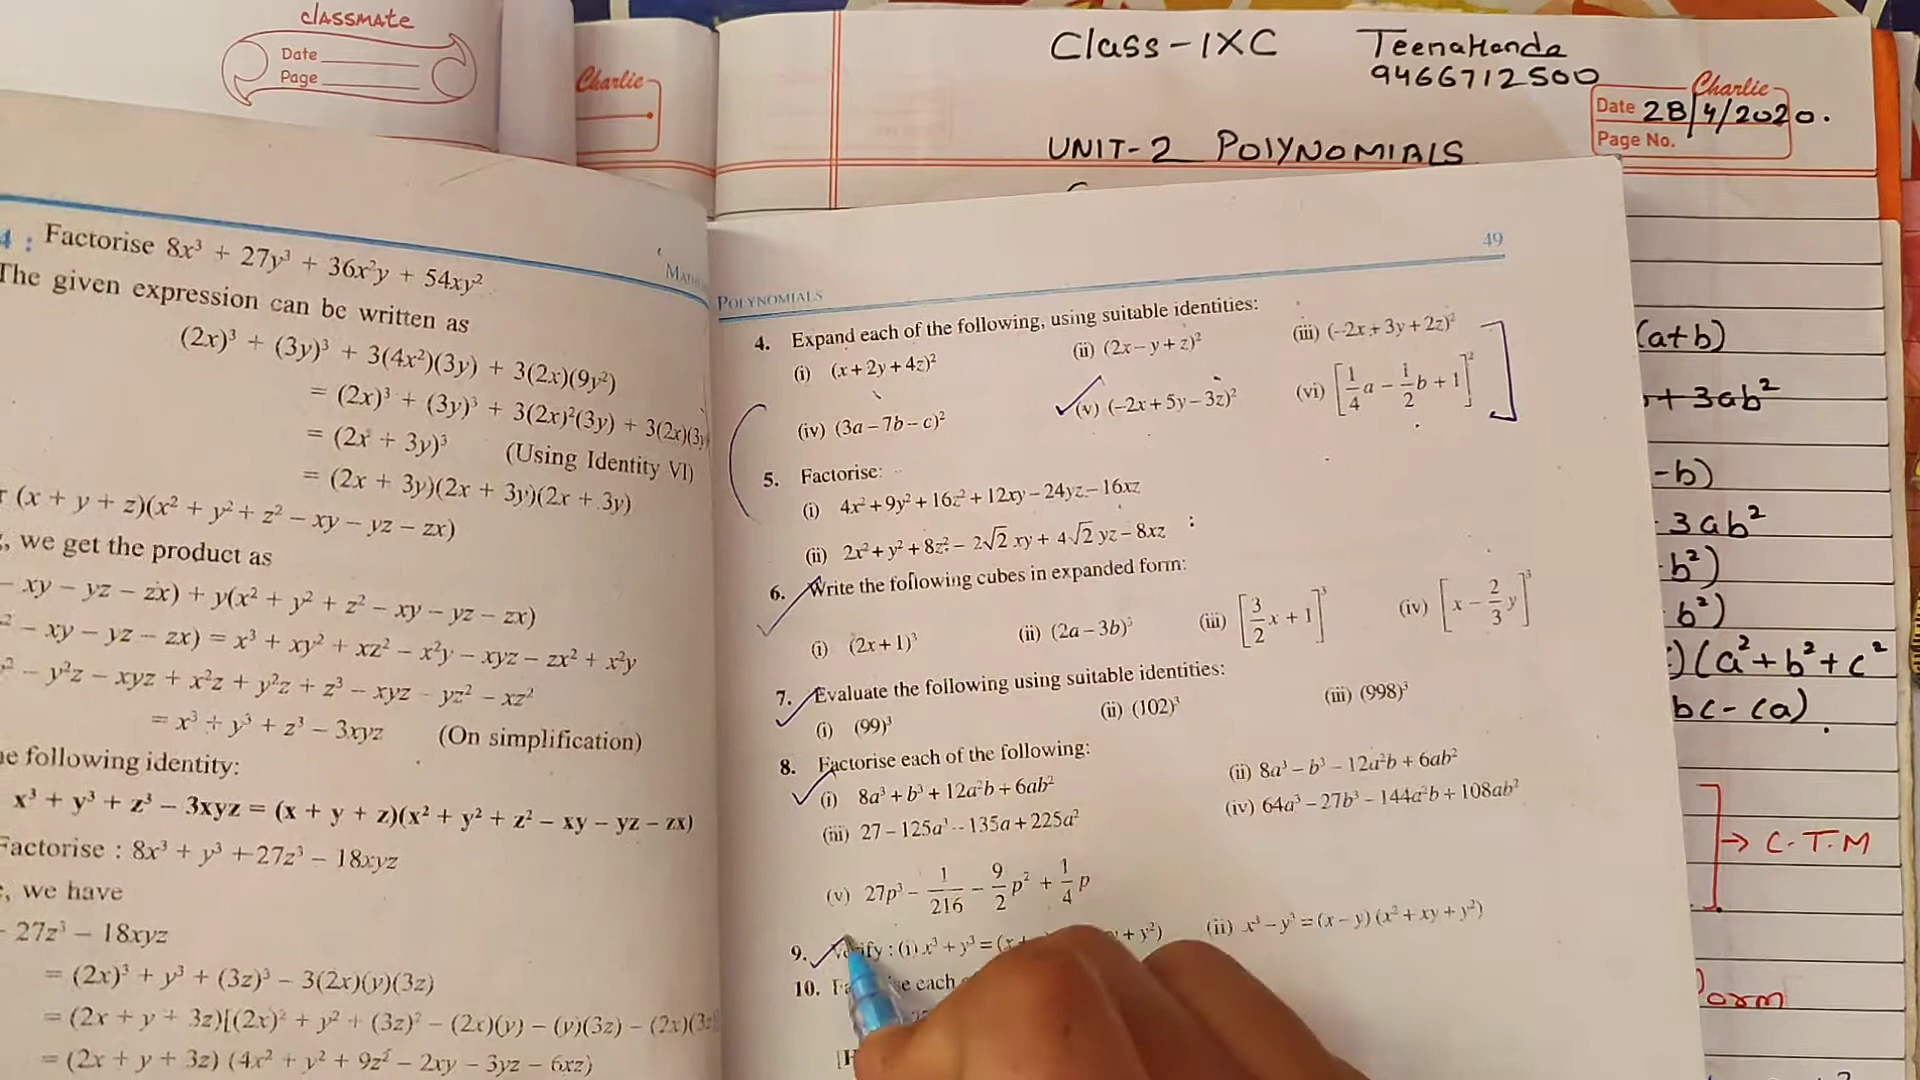 classmate
Date
Page
Charlie
Class-IXC
Teena Handa
9466712500
Charlie
Date 28/4/2020.
Page No.
UNIT-2 POLYNOMIALS
4 : Factorise 8x³ + 27y³ + 36x²y + 54xy²
The given expression can be written as
(2x)³ + (3y)³ + 3(4x²)(3y) + 3(2x)(9y²)
= (2x)³ + (3y)³ + 3(2x)²(3y) + 3(2x)(3y
= (2x + 3y)³ (Using Identity VI)
= (2x + 3y)(2x + 3y)(2x + 3y)
(x + y + z)(x² + y² + z² – xy – yz – zx)
, we get the product as
– xy – yz – zx) + y(x² + y² + z² – xy – yz – zx)
² – xy – yz – zx) = x³ + xy² + xz² – x²y – xyz – zx² + x²y
² – y²z – xyz + x²z + y²z + z³ – xyz – yz² – xz²
= x³ + y³ + z³ – 3xyz (On simplification)
following identity:
x³ + y³ + z³ – 3xyz = (x + y + z)(x² + y² + z² – xy – yz – zx)
Factorise : 8x³ + y³ + 27z³ – 18xyz
, we have
27z³ – 18xyz
= (2x)³ + y³ + (3z)³ – 3(2x)(y)(3z)
= (2x + y + 3z)[(2x)² + y² + (3z)² – (2x)(y) – (y)(3z) – (2x)(3z
= (2x + y + 3z) (4x² + y² + 9z² – 2xy – 3yz – 6xz)
POLYNOMIALS 49
4. Expand each of the following, using suitable identities:
(i) (x + 2y + 4z)² (ii) (2x – y + z)² (iii) (–2x + 3y + 2z)²
(iv) (3a – 7b – c)² (v) (–2x + 5y – 3z)² (vi) [1/4 a – 1/2 b + 1]²
5. Factorise:
(i) 4x² + 9y² + 16z² + 12xy – 24yz – 16xz
(ii) 2x² + y² + 8z² – 2√2 xy + 4√2 yz – 8xz
6. Write the following cubes in expanded form:
(i) (2x + 1)³ (ii) (2a – 3b)³ (iii) [3/2 x + 1]³ (iv) [x – 2/3 y]³
7. Evaluate the following using suitable identities:
(i) (99)³ (ii) (102)³ (iii) (998)³
8. Factorise each of the following:
(i) 8a³ + b³ + 12a²b + 6ab² (ii) 8a³ – b³ – 12a²b + 6ab²
(iii) 27 – 125a³ – 135a + 225a² (iv) 64a³ – 27b³ – 144a²b + 108ab²
(v) 27p³ – 1/216 – 9/2 p² + 1/4 p
9. Verify : (i) x³ + y³ = (x + y²) (ii) x³ – y³ = (x – y) (x² + xy + y²)
10. each
(a+b)
+ 3ab²
-b)
3ab²
b²)
b²)
) (a²+b²+c²
bc-ca).
→ C.T.M